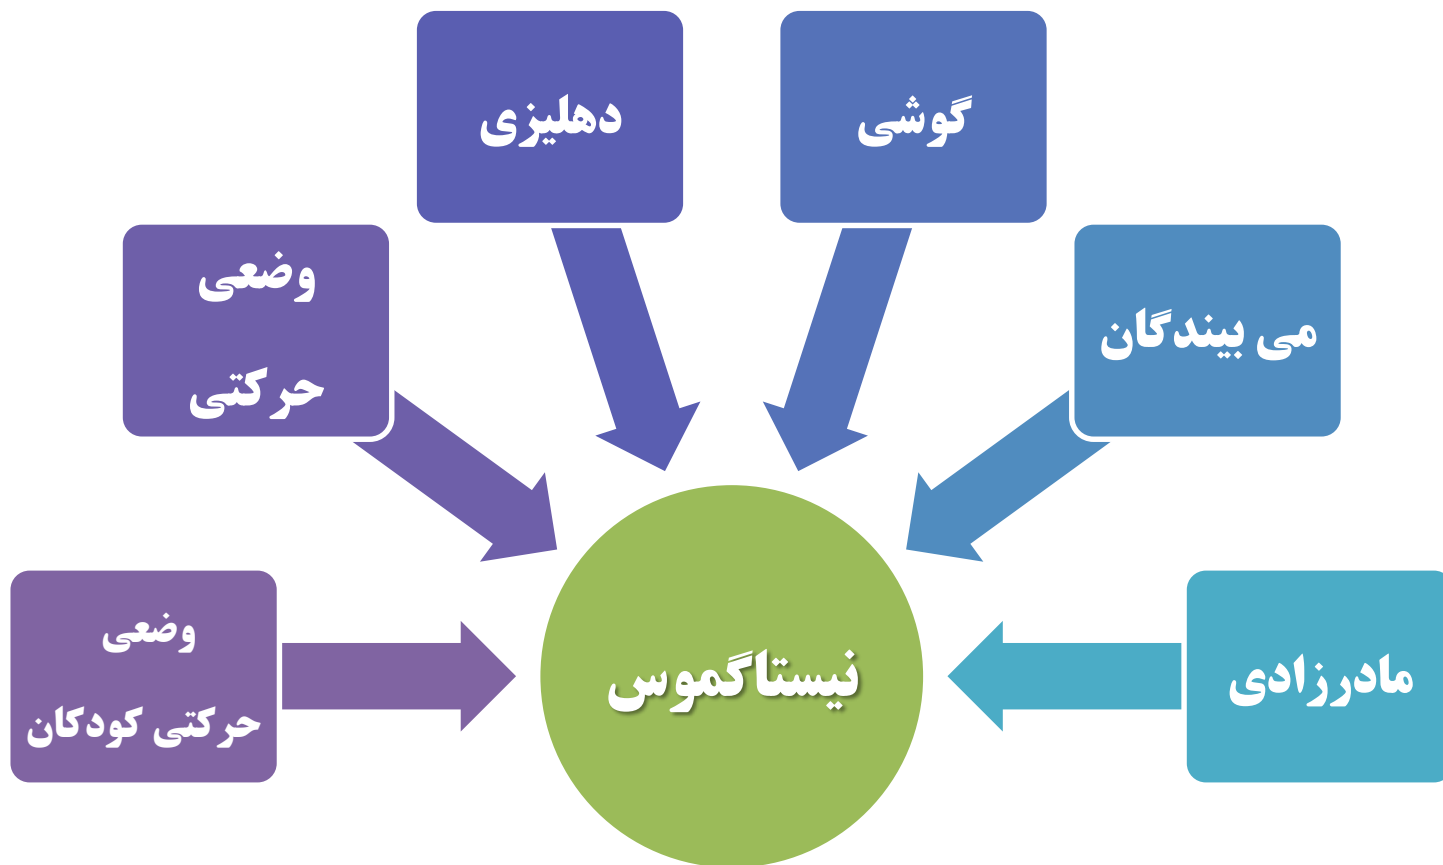 گوشی
دهلیزی
می بیندگان
وضعی
حرکتی
مادرزادی
وضعی
حرکتی کودکان
نیستاگموس